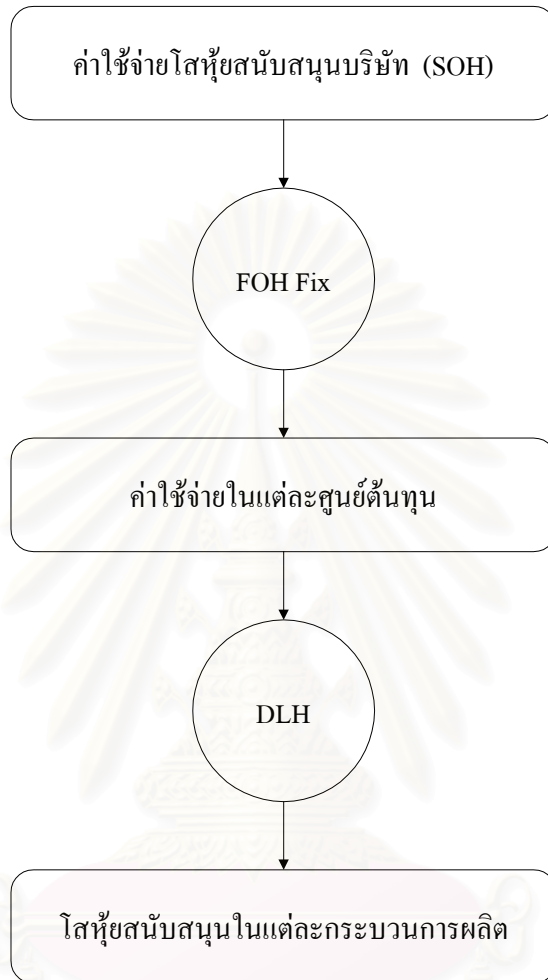 ค่าใช้จ่ายโสหุ้ยสนับสนุนบริษัท (SOH)
FOH Fix
ค่าใช้จ่ายในแต่ละศูนย์ต้นทุน
DLH
โสหุ้ยสนับสนุนในแต่ละกระบวนการผลิต